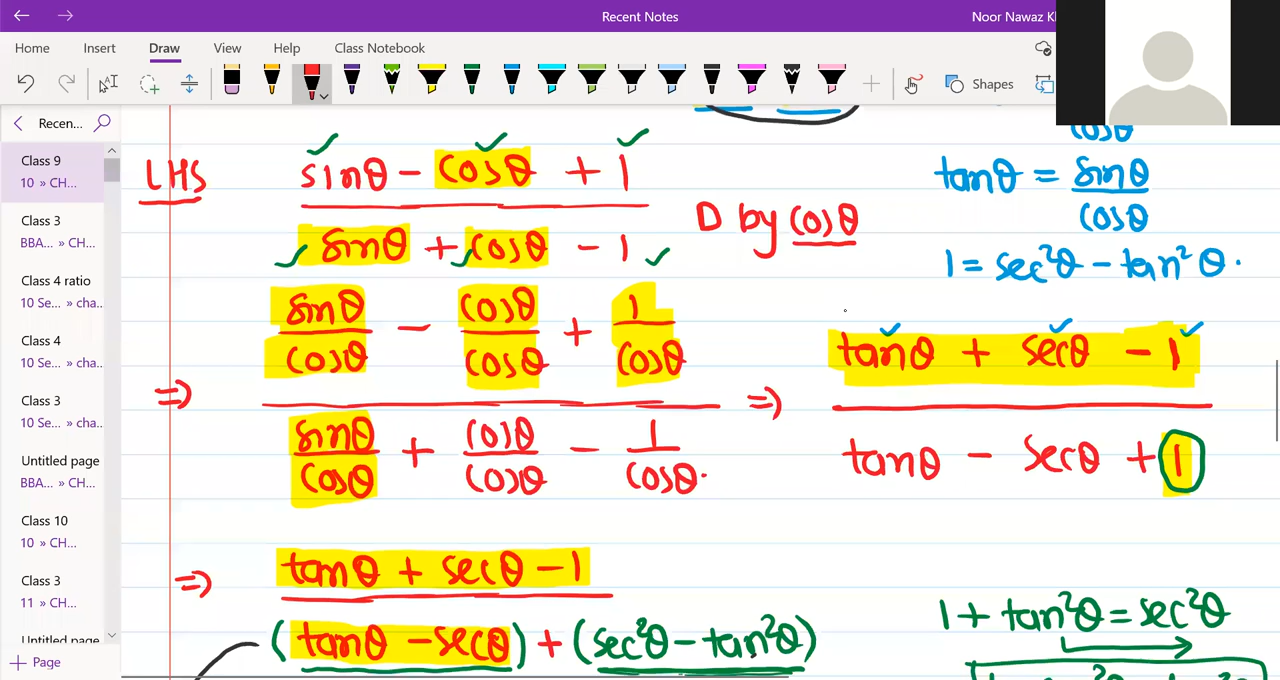 Recent Notes
Noor Nawaz Kh
Home Insert Draw View Help Class Notebook
Shapes
Recen...
Class 9
10 » CH...
Class 3
BBA... » CH...
Class 4 ratio
10 Se... » cha...
Class 4
10 Se... » cha...
Class 3
10 Se... » cha...
Untitled page
BBA... » CH...
Class 10
10 » CH...
Class 3
11 » CH...
Untitled page
Page
LHS
sinθ - cosθ + 1
sinθ + cosθ - 1
D by cosθ
cosθ
tanθ = sinθ
cosθ
1 = sec²θ - tan²θ.
sinθ - cosθ + 1
cosθ cosθ cosθ
=>
sinθ + cosθ - 1
cosθ cosθ cosθ.
=>
tanθ + secθ - 1
tanθ - secθ + 1
=>
tanθ + secθ - 1
(tanθ - secθ) + (sec²θ - tan²θ)
1 + tan²θ = sec²θ